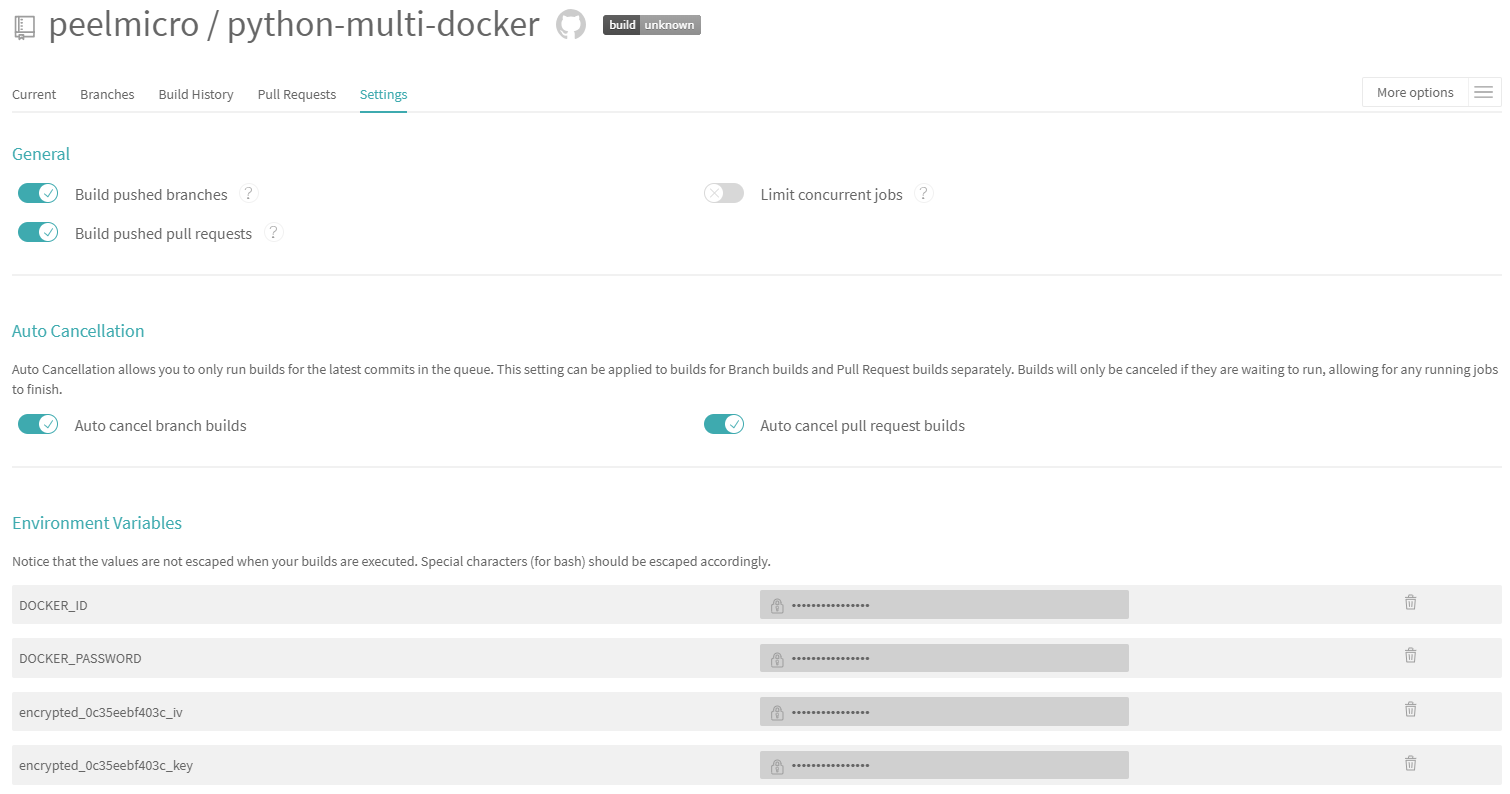 peelmicro / python-multi-docker build unknown
Current Branches Build History Pull Requests Settings More options
General
Build pushed branches ? Limit concurrent jobs ?
Build pushed pull requests ?
Auto Cancellation
Auto Cancellation allows you to only run builds for the latest commits in the queue. This setting can be applied to builds for Branch builds and Pull Request builds separately. Builds will only be canceled if they are waiting to run, allowing for any running jobs
to finish.
Auto cancel branch builds Auto cancel pull request builds
Environment Variables
Notice that the values are not escaped when your builds are executed. Special characters (for bash) should be escaped accordingly.
DOCKER_ID ••••••••••••••••
DOCKER_PASSWORD ••••••••••••••••
encrypted_0c35eebf403c_iv ••••••••••••••••
encrypted_0c35eebf403c_key ••••••••••••••••